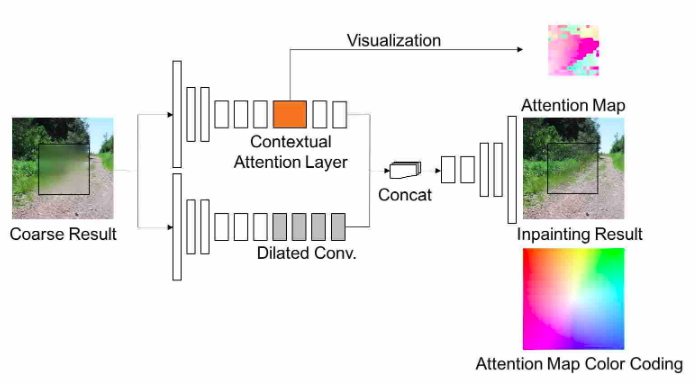 Visualization
Attention Map
Contextual
Attention Layer
Coarse Result
Concat
Inpainting Result
Dilated Conv.
Attention Map Color Coding